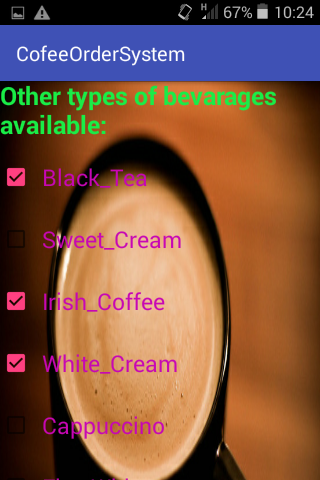 H 67% 10:24
CofeeOrderSystem
Other types of bevarages
available:
Black_Tea
Sweet_Cream
Irish_Coffee
White_Cream
Cappuccino